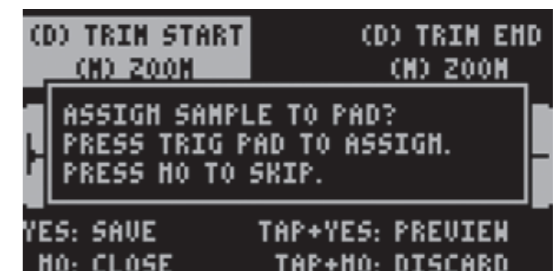 (D) TRIM START (D) TRIM END
(M) ZOOM (M) ZOOM
ASSIGN SAMPLE TO PAD?
PRESS TRIG PAD TO ASSIGN.
PRESS NO TO SKIP.
YES: SAVE TAP+YES: PREVIEW
NO: CLOSE TAP+NO: DISCARD